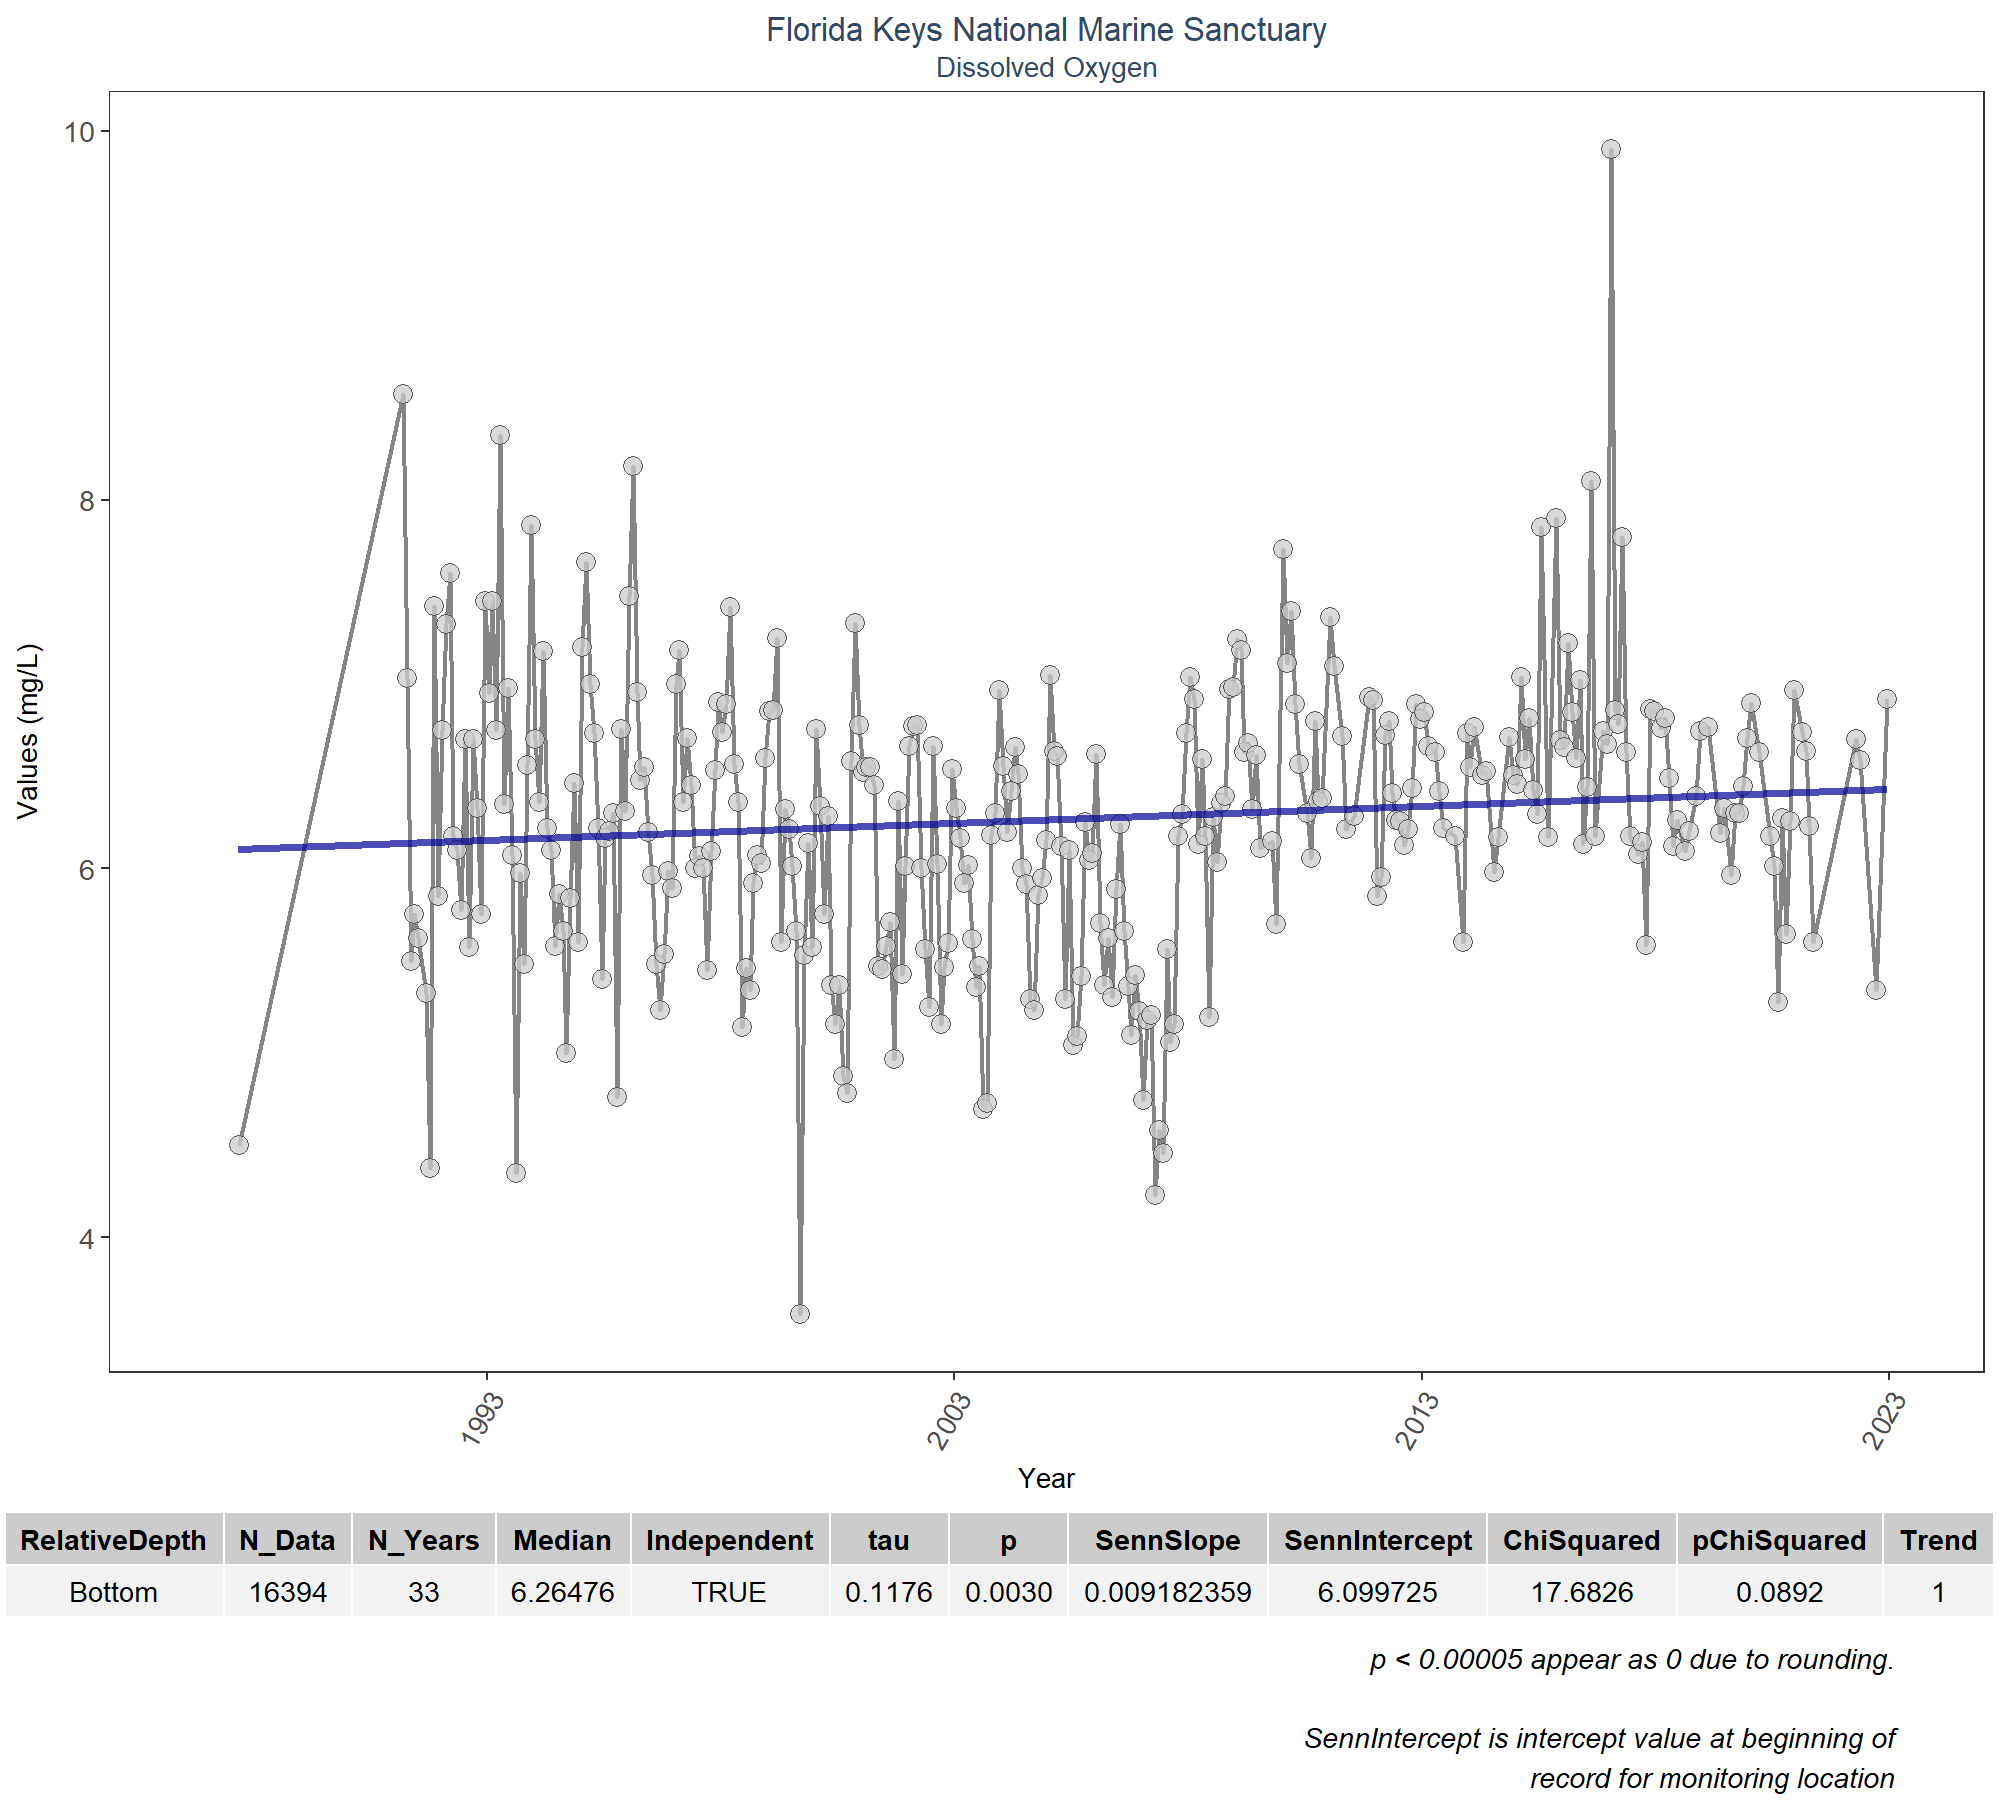 Florida Keys National Marine Sanctuary
Dissolved Oxygen
Values (mg/L)
10
8
6
4
1993
2003
2013
2023
Year
RelativeDepth N_Data N_Years Median Independent tau p SennSlope SennIntercept ChiSquared pChiSquared Trend
Bottom 16394 33 6.26476 TRUE 0.1176 0.0030 0.009182359 6.099725 17.6826 0.0892 1
p < 0.00005 appear as 0 due to rounding.
SennIntercept is intercept value at beginning of
record for monitoring location